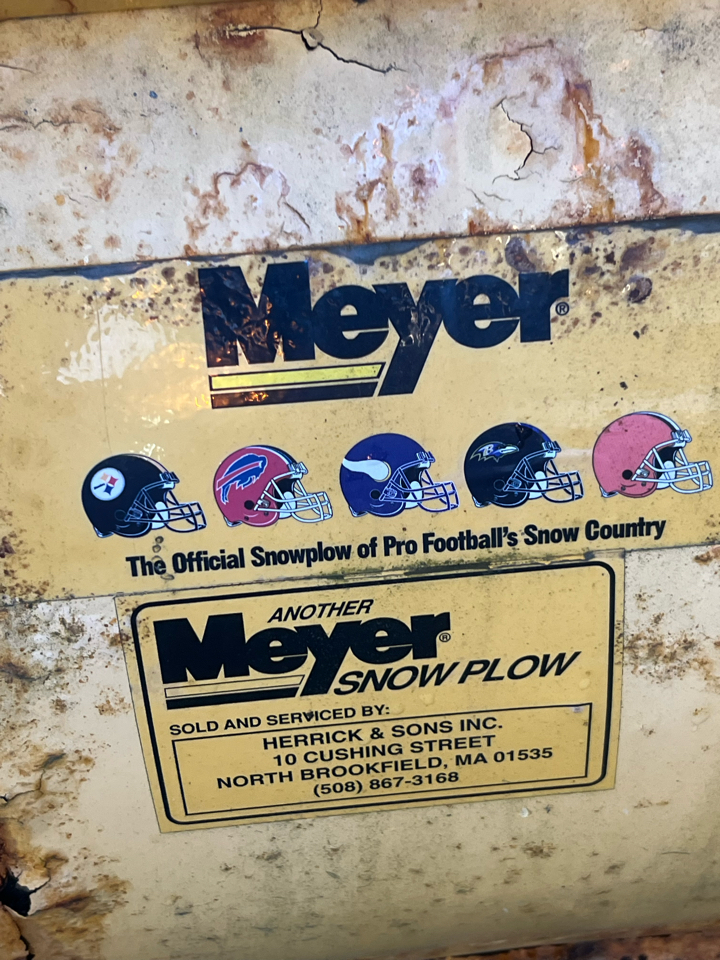 Meyer®
The Official Snowplow of Pro Football's Snow Country
ANOTHER
Meyer®
SNOW PLOW
SOLD AND SERVICED BY:
HERRICK & SONS INC.
10 CUSHING STREET
NORTH BROOKFIELD, MA 01535
(508) 867-3168